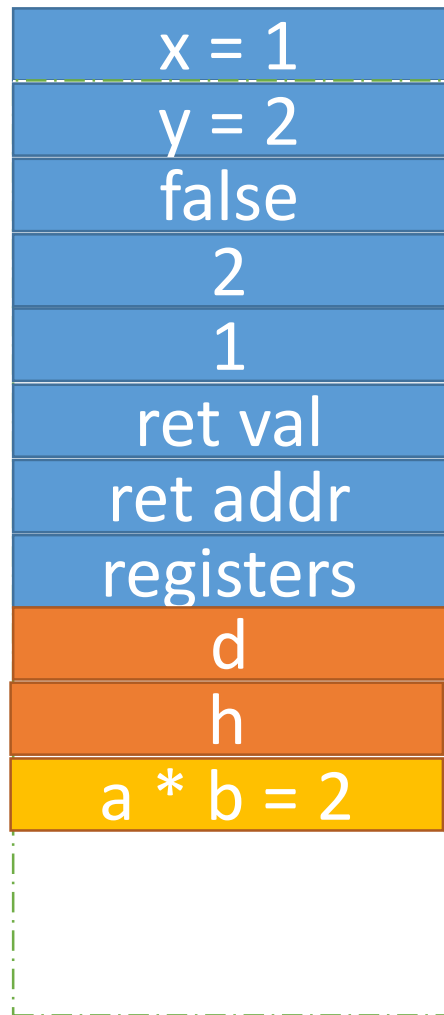 x = 1
y = 2
false
2
1
ret val
ret addr
registers
d
h
a * b = 2